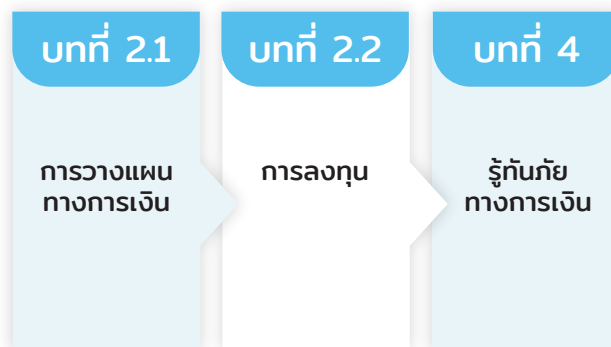 บทที่ 2.1
การวางแผน
ทางการเงิน
บทที่ 2.2
การลงทุน
บทที่ 4
รู้ทันภัย
ทางการเงิน